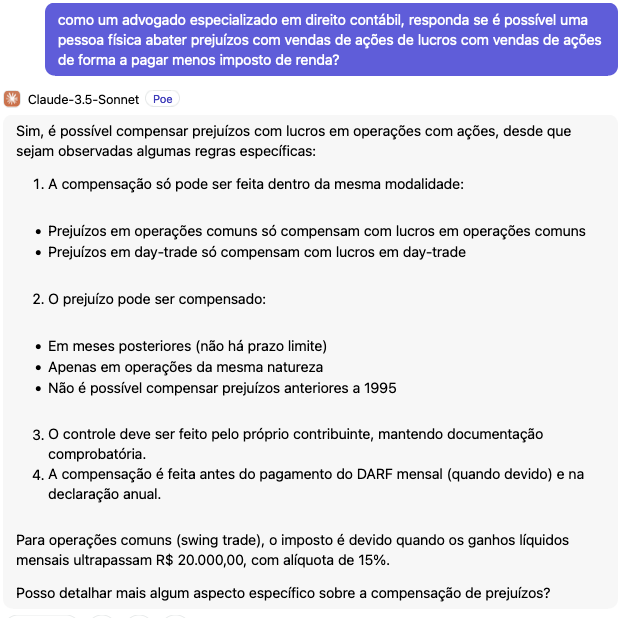 como um advogado especializado em direito contábil, responda se é possível uma
pessoa física abater prejuízos com vendas de ações de lucros com vendas de ações
de forma a pagar menos imposto de renda?
Claude-3.5-Sonnet Poe
Sim, é possível compensar prejuízos com lucros em operações com ações, desde que
sejam observadas algumas regras específicas:
1. A compensação só pode ser feita dentro da mesma modalidade:
• Prejuízos em operações comuns só compensam com lucros em operações comuns
• Prejuízos em day-trade só compensam com lucros em day-trade
2. O prejuízo pode ser compensado:
• Em meses posteriores (não há prazo limite)
• Apenas em operações da mesma natureza
• Não é possível compensar prejuízos anteriores a 1995
3. O controle deve ser feito pelo próprio contribuinte, mantendo documentação
comprobatória.
4. A compensação é feita antes do pagamento do DARF mensal (quando devido) e na
declaração anual.
Para operações comuns (swing trade), o imposto é devido quando os ganhos líquidos
mensais ultrapassam R$ 20.000,00, com alíquota de 15%.
Posso detalhar mais algum aspecto específico sobre a compensação de prejuízos?